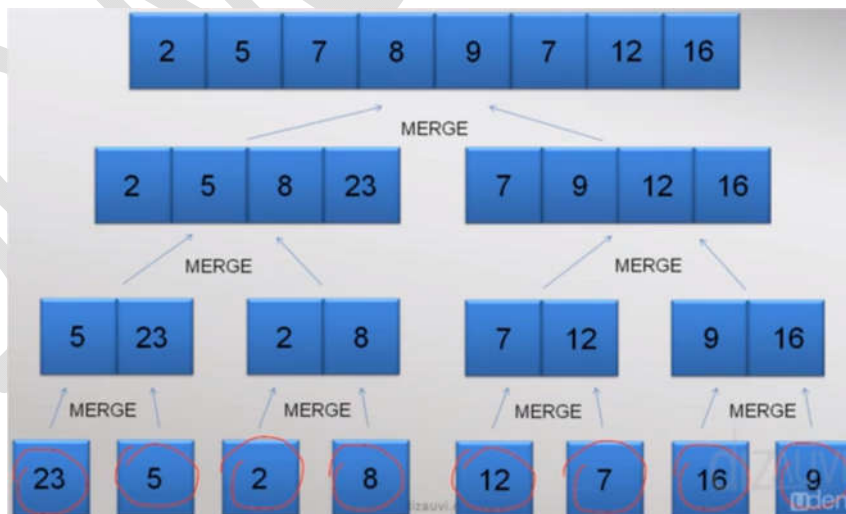 2 5 7 8 9 7 12 16
MERGE
2 5 8 23 7 9 12 16
MERGE MERGE
5 23 2 8 7 12 9 16
MERGE MERGE MERGE MERGE
23 5 2 8 12 7 16 9